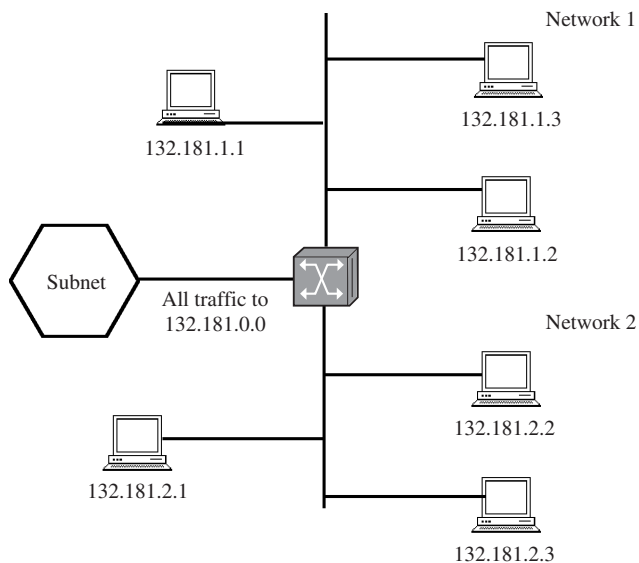 Network 1
132.181.1.3
132.181.1.1
132.181.1.2
Subnet
All traffic to
132.181.0.0
Network 2
132.181.2.2
132.181.2.1
132.181.2.3